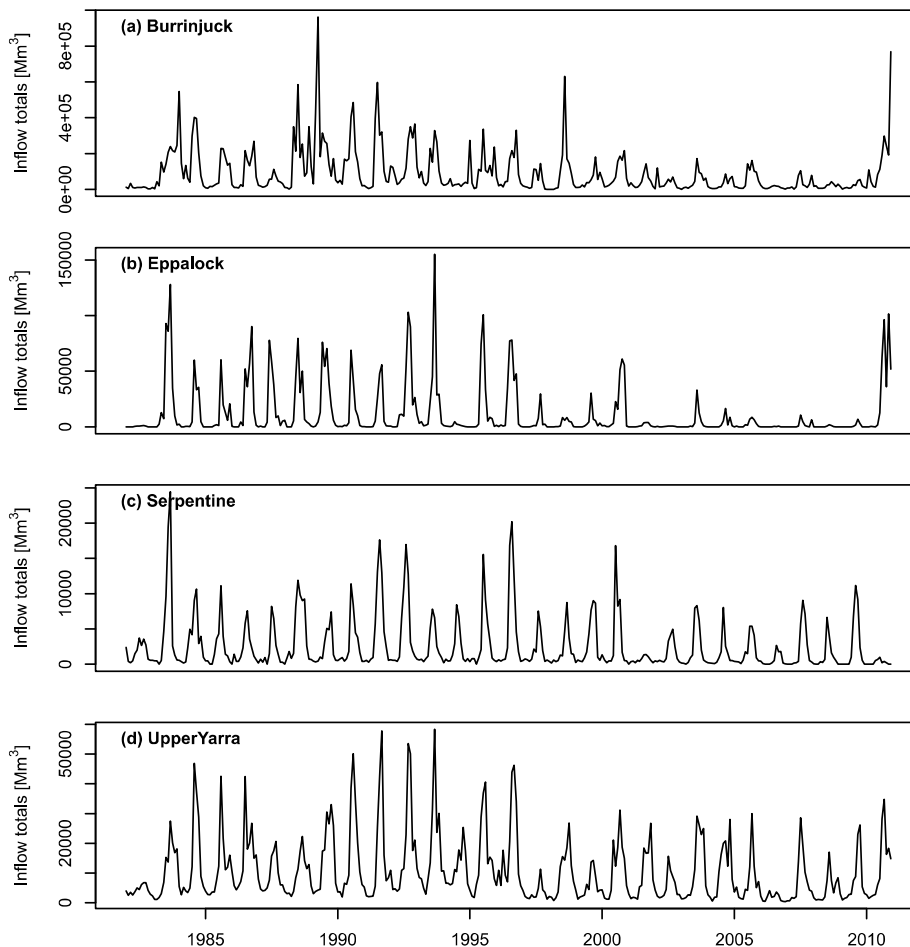 (a) Burrinjuck
Inflow totals [Mm³]
8e+05
4e+05
0e+00
(b) Eppalock
Inflow totals [Mm³]
150000
50000
0
(c) Serpentine
Inflow totals [Mm³]
20000
10000
0
(d) UpperYarra
Inflow totals [Mm³]
50000
20000
0
1985 1990 1995 2000 2005 2010